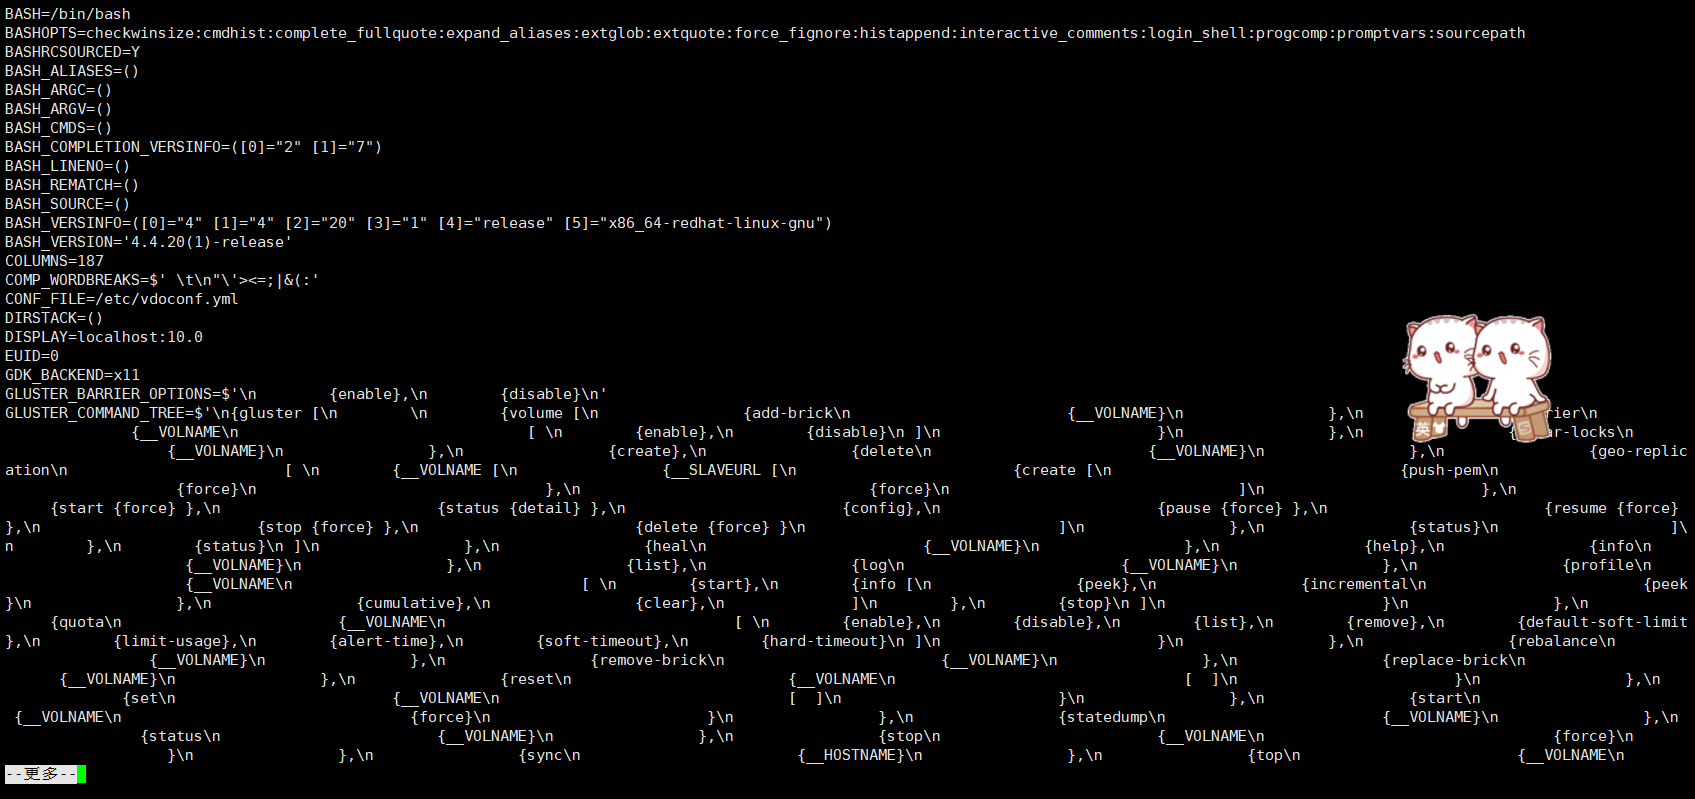 BASH=/bin/bash
BASHOPTS=checkwinsize:cmdhist:complete_fullquote:expand_aliases:extglob:extquote:force_fignore:histappend:interactive_comments:login_shell:progcomp:promptvars:sourcepath
BASHRCSOURCED=Y
BASH_ALIASES=()
BASH_ARGC=()
BASH_ARGV=()
BASH_CMDS=()
BASH_COMPLETION_VERSINFO=([0]="2" [1]="7")
BASH_LINENO=()
BASH_REMATCH=()
BASH_SOURCE=()
BASH_VERSINFO=([0]="4" [1]="4" [2]="20" [3]="1" [4]="release" [5]="x86_64-redhat-linux-gnu")
BASH_VERSION='4.4.20(1)-release'
COLUMNS=187
COMP_WORDBREAKS=$' \t\n"\'><=;|&(:'
CONF_FILE=/etc/vdoconf.yml
DIRSTACK=()
DISPLAY=localhost:10.0
EUID=0
GDK_BACKEND=x11
GLUSTER_BARRIER_OPTIONS=$'\n        {enable},\n        {disable}\n'
GLUSTER_COMMAND_TREE=$'\n{gluster [\n        \n        {volume [\n                {add-brick\n                        {__VOLNAME}\n                },\n        rier\n
{__VOLNAME\n                                [ \n        {enable},\n        {disable}\n ]\n                        }\n                },\n        ar-locks\n
{__VOLNAME}\n                },\n                {create},\n                {delete\n                        {__VOLNAME}\n                },\n                {geo-replic
ation\n                        [ \n        {__VOLNAME [\n                {__SLAVEURL [\n                        {create [\n                                {push-pem\n
{force}\n                                },\n                                {force}\n                                ]\n                        },\n
{start {force} },\n                        {status {detail} },\n                        {config},\n                        {pause {force} },\n                        {resume {force}
},\n                        {stop {force} },\n                        {delete {force} }\n                        ]\n                },\n                {status}\n                ]\
n        },\n        {status}\n ]\n                },\n                {heal\n                        {__VOLNAME}\n                },\n                {help},\n                {info\n
{__VOLNAME}\n                },\n                {list},\n                {log\n                        {__VOLNAME}\n                },\n                {profile\n
{__VOLNAME\n                                [ \n        {start},\n        {info [\n                {peek},\n                {incremental\n                        {peek
}\n                },\n                {cumulative},\n                {clear},\n                ]\n        },\n        {stop}\n ]\n                        }\n                },\n
{quota\n                        {__VOLNAME\n                                [ \n        {enable},\n        {disable},\n        {list},\n        {remove},\n        {default-soft-limit
},\n        {limit-usage},\n        {alert-time},\n        {soft-timeout},\n        {hard-timeout}\n ]\n                        }\n                },\n                {rebalance\n
{__VOLNAME}\n                },\n                {remove-brick\n                        {__VOLNAME}\n                },\n                {replace-brick\n
{__VOLNAME}\n                },\n                {reset\n                        {__VOLNAME\n                                [  ]\n                        }\n                },\n
{set\n                        {__VOLNAME\n                                [  ]\n                        }\n                },\n                {start\n
{__VOLNAME\n                                {force}\n                        }\n                },\n                {statedump\n                        {__VOLNAME}\n                },\n
{status\n                        {__VOLNAME}\n                },\n                {stop\n                        {__VOLNAME\n                                {force}\n
}\n                },\n                {sync\n                        {__HOSTNAME}\n                },\n                {top\n                        {__VOLNAME\n
--更多--
英